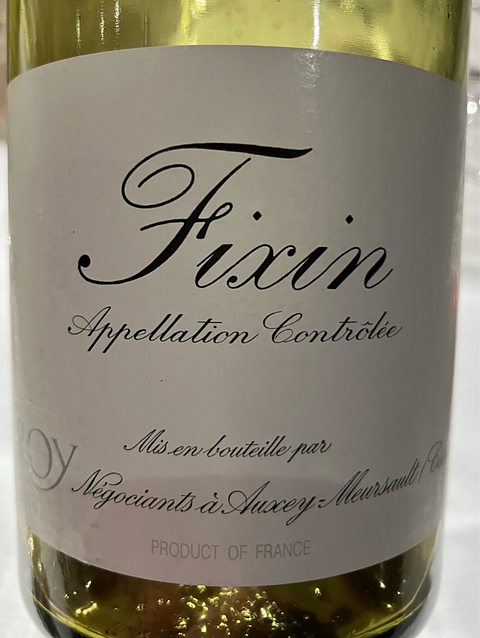 Fixin
Appellation Contrôlée
Mis en bouteille par
Négociants à Auxey-Meursault
PRODUCT OF FRANCE